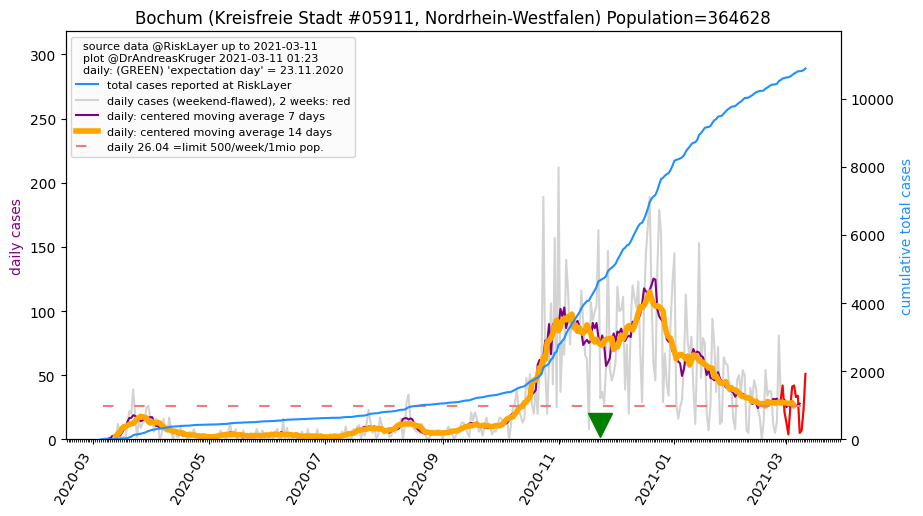 Bochum (Kreisfreie Stadt #05911, Nordrhein-Westfalen) Population=364628
source data @RiskLayer up to 2021-03-11
plot @DrAndreasKruger 2021-03-11 01:23
daily: (GREEN) 'expectation day' = 23.11.2020
total cases reported at RiskLayer
daily cases (weekend-flawed), 2 weeks: red
daily: centered moving average 7 days
daily: centered moving average 14 days
daily 26.04 =limit 500/week/1mio pop.
daily cases
300
250
200
150
100
50
0
10000
8000
6000
4000
2000
0
cumulative total cases
2020-03
2020-05
2020-07
2020-09
2020-11
2021-01
2021-03